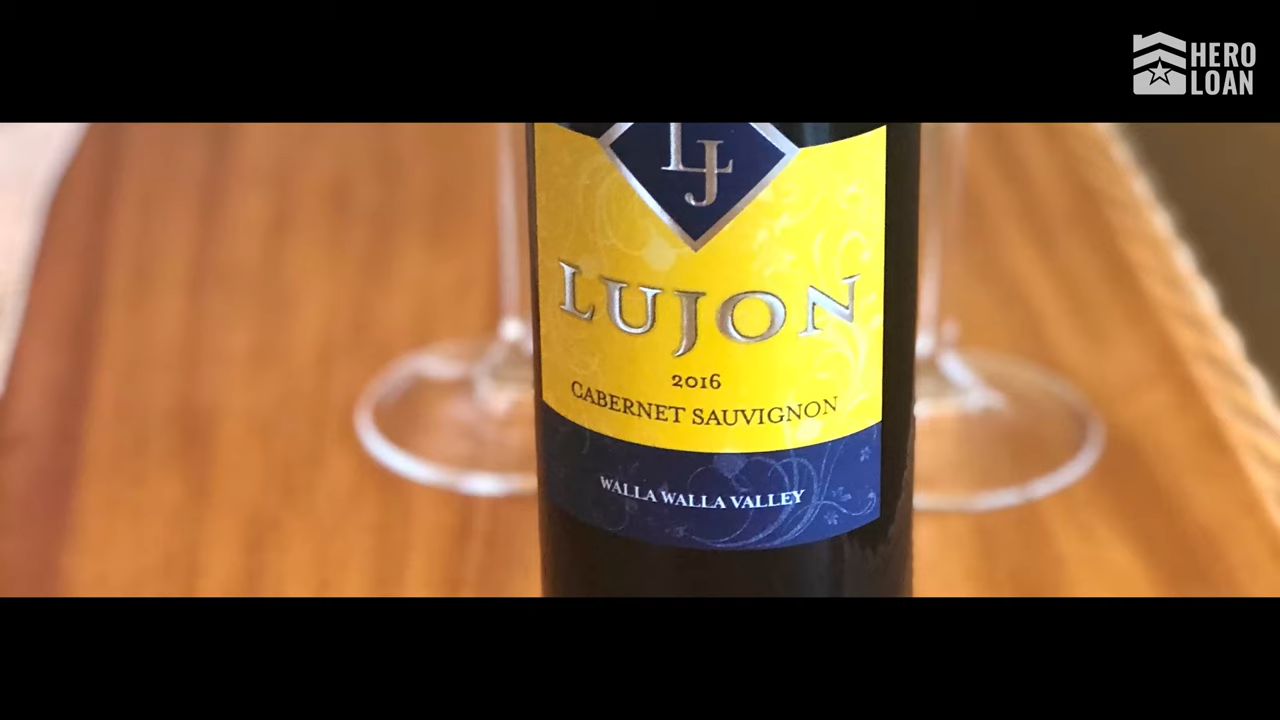 HERO
LOAN
LJ
LUJON
2016
CABERNET SAUVIGNON
WALLA WALLA VALLEY